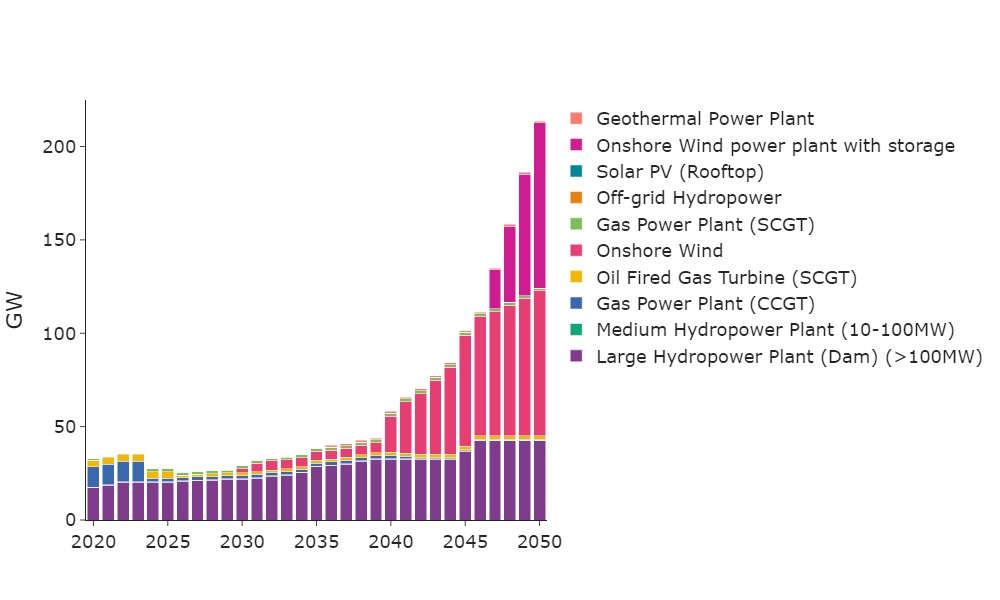 GW
200
150
100
50
0
2020 2025 2030 2035 2040 2045 2050
Geothermal Power Plant
Onshore Wind power plant with storage
Solar PV (Rooftop)
Off-grid Hydropower
Gas Power Plant (SCGT)
Onshore Wind
Oil Fired Gas Turbine (SCGT)
Gas Power Plant (CCGT)
Medium Hydropower Plant (10-100MW)
Large Hydropower Plant (Dam) (>100MW)